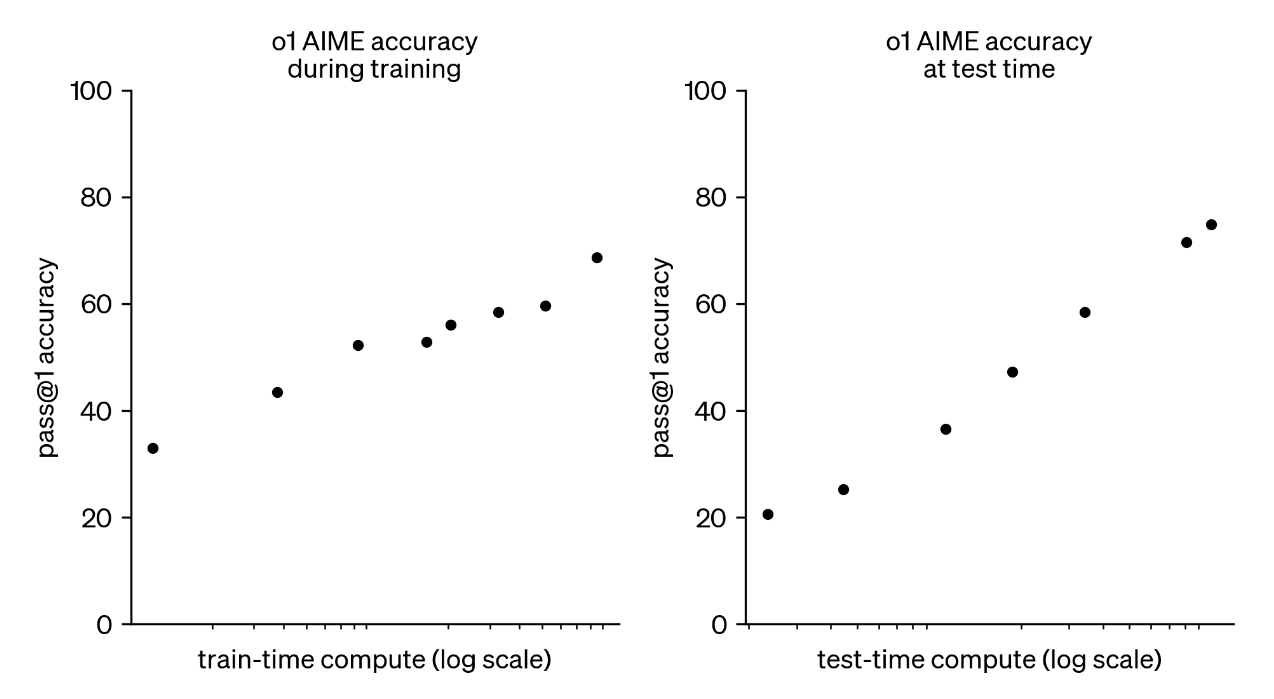 o1 AIME accuracy
during training
100
80
60
40
20
0
pass@1 accuracy
train-time compute (log scale)
o1 AIME accuracy
at test time
100
80
60
40
20
0
pass@1 accuracy
test-time compute (log scale)